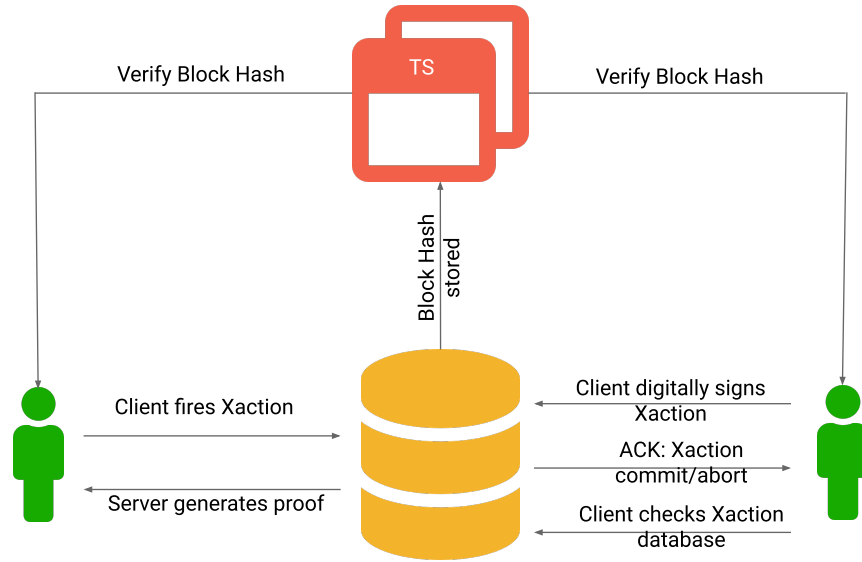 TS
Verify Block Hash
Verify Block Hash
Block Hash
stored
Client fires Xaction
Server generates proof
Client digitally signs
Xaction
ACK: Xaction
commit/abort
Client checks Xaction
database